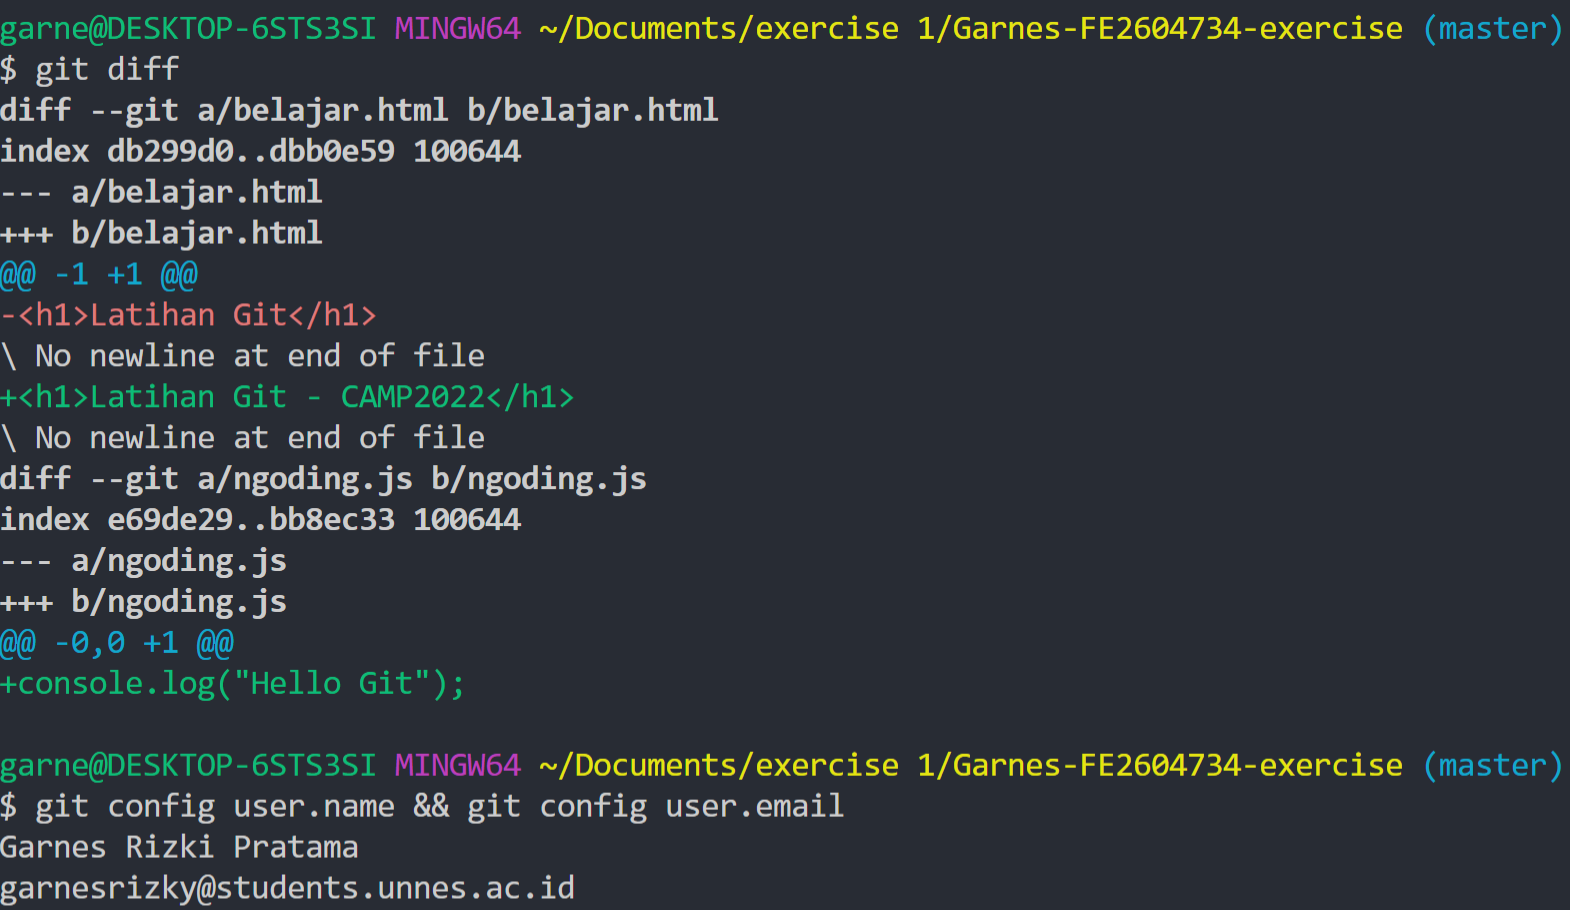 garne@DESKTOP-6STS3SI MINGW64 ~/Documents/exercise 1/Garnes-FE2604734-exercise (master)
$ git diff
diff --git a/belajar.html b/belajar.html
index db299d0..dbb0e59 100644
--- a/belajar.html
+++ b/belajar.html
@@ -1 +1 @@
-<h1>Latihan Git</h1>
\ No newline at end of file
+<h1>Latihan Git - CAMP2022</h1>
\ No newline at end of file
diff --git a/ngoding.js b/ngoding.js
index e69de29..bb8ec33 100644
--- a/ngoding.js
+++ b/ngoding.js
@@ -0,0 +1 @@
+console.log("Hello Git");
garne@DESKTOP-6STS3SI MINGW64 ~/Documents/exercise 1/Garnes-FE2604734-exercise (master)
$ git config user.name && git config user.email
Garnes Rizki Pratama
garnesrizky@students.unnes.ac.id